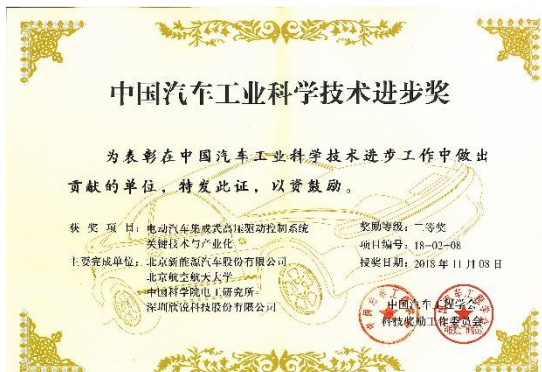 中国汽车工业科学技术进步奖
为表彰在中国汽车工业科学技术进步工作中做出
贡献的单位，特发此证，以资鼓励。
获奖项目：电动汽车集成式高压驱动控制系统
关键技术与产业化
主要完成单位：北京新能源汽车股份有限公司
北京航空航天大学
中国科学院电工研究所
深圳欣锐科技股份有限公司
奖励等级：二等奖
项目编号：18-02-08
授奖日期：2018年11月08日
中国汽车工程学会
科技奖励工作委员会